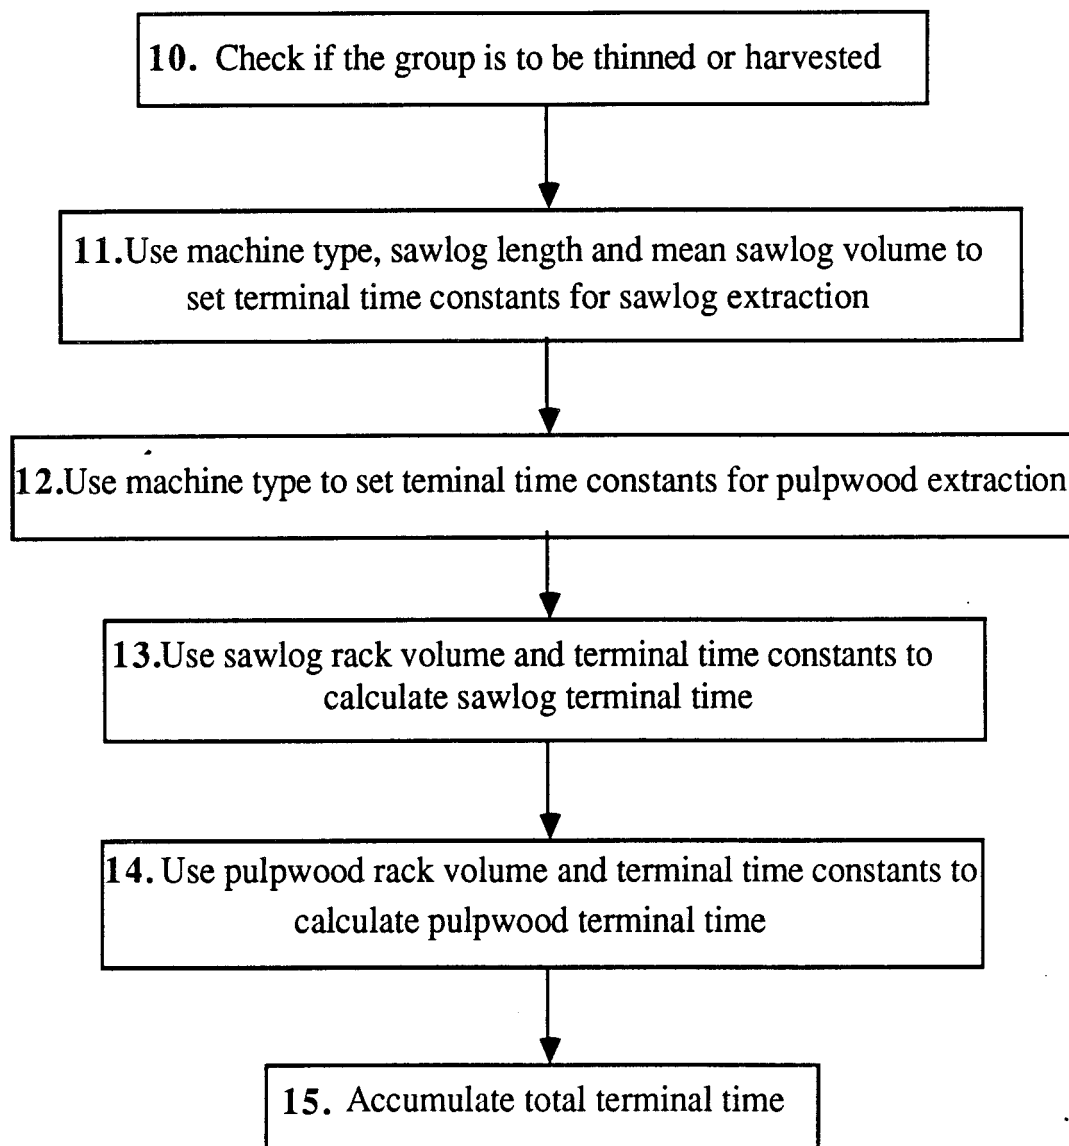 10. Check if the group is to be thinned or harvested
11.Use machine type, sawlog length and mean sawlog volume to
set terminal time constants for sawlog extraction
12.Use machine type to set teminal time constants for pulpwood extraction
13.Use sawlog rack volume and terminal time constants to
calculate sawlog terminal time
14. Use pulpwood rack volume and terminal time constants to
calculate pulpwood terminal time
15. Accumulate total terminal time